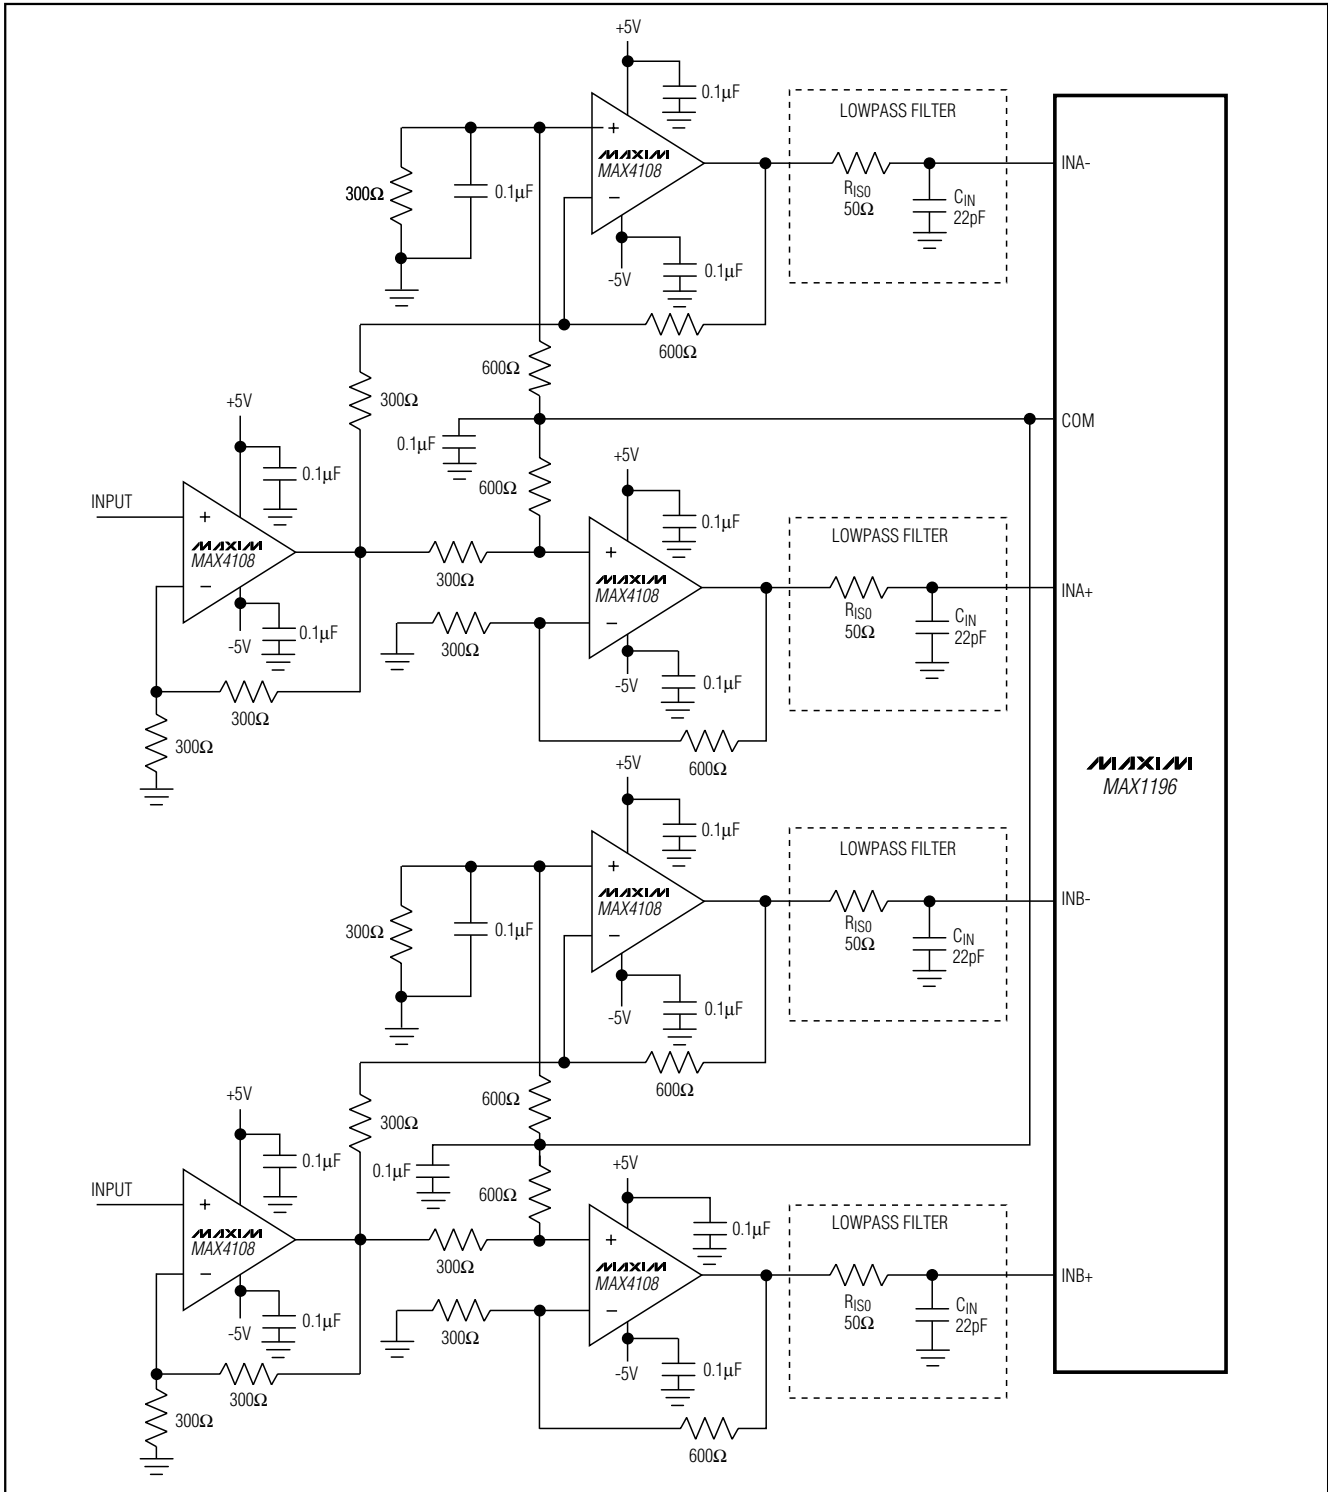 +5V
0.1µF
LOWPASS FILTER
+
MAXIM
MAX4108
INA-
300Ω
0.1µF
−
RISO
50Ω
CIN
22pF
-5V
0.1µF
600Ω
600Ω
300Ω
+5V
COM
0.1µF
0.1µF
+5V
600Ω
INPUT
0.1µF
LOWPASS FILTER
+
MAXIM
MAX4108
+
300Ω
MAXIM
MAX4108
INA+
−
RISO
50Ω
CIN
22pF
-5V
0.1µF
−
300Ω
-5V
0.1µF
300Ω
300Ω
600Ω
+5V
MAXIM
MAX1196
0.1µF
LOWPASS FILTER
+
MAXIM
MAX4108
INB-
300Ω
0.1µF
−
RISO
50Ω
CIN
22pF
-5V
0.1µF
600Ω
600Ω
+5V
300Ω
0.1µF
0.1µF
+5V
600Ω
INPUT
+
0.1µF
LOWPASS FILTER
MAXIM
MAX4108
+
300Ω
MAXIM
MAX4108
INB+
−
RISO
50Ω
CIN
22pF
-5V
0.1µF
−
300Ω
-5V
0.1µF
300Ω
300Ω
600Ω